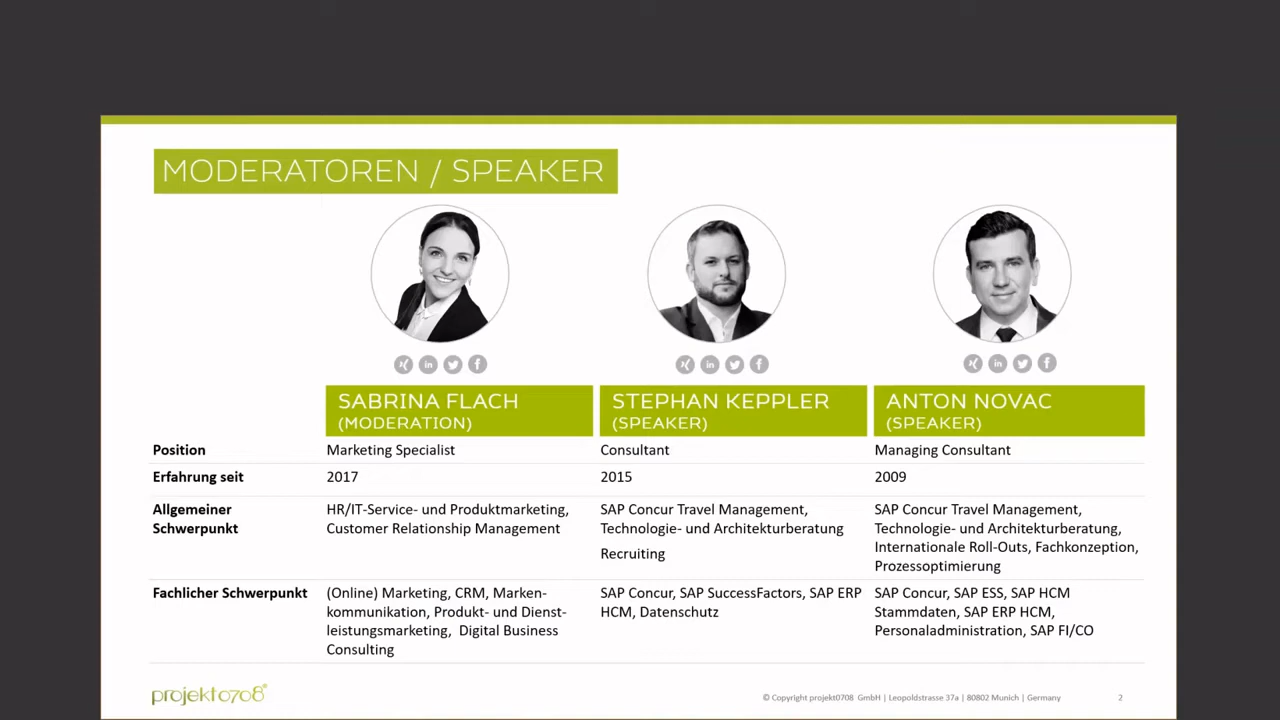 MODERATOREN / SPEAKER
SABRINA FLACH
(MODERATION)
STEPHAN KEPPLER
(SPEAKER)
ANTON NOVAC
(SPEAKER)
Position
Marketing Specialist
Consultant
Managing Consultant
Erfahrung seit
2017
2015
2009
Allgemeiner
Schwerpunkt
HR/IT-Service- und Produktmarketing,
Customer Relationship Management
SAP Concur Travel Management,
Technologie- und Architekturberatung
Recruiting
SAP Concur Travel Management,
Technologie- und Architekturberatung,
Internationale Roll-Outs, Fachkonzeption,
Prozessoptimierung
Fachlicher Schwerpunkt
(Online) Marketing, CRM, Marken-
kommunikation, Produkt- und Dienst-
leistungsmarketing, Digital Business
Consulting
SAP Concur, SAP SuccessFactors, SAP ERP
HCM, Datenschutz
SAP Concur, SAP ESS, SAP HCM
Stammdaten, SAP ERP HCM,
Personaladministration, SAP FI/CO
projekt0708®
© Copyright projekt0708 GmbH | Leopoldstrasse 37a | 80802 Munich | Germany
2